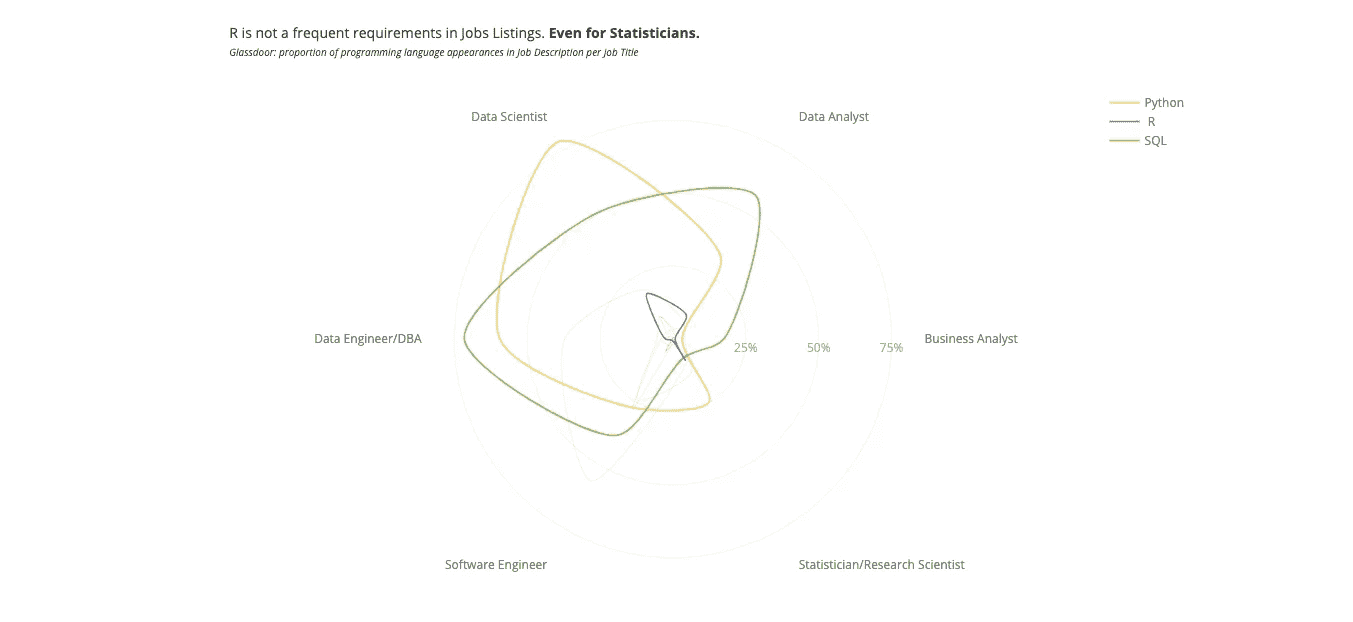 R is not a frequent requirements in Jobs Listings. Even for Statisticians.
Glassdoor: proportion of programming language appearances in Job Description per Job Title
Data Scientist
Data Analyst
Python
R
SQL
Data Engineer/DBA
25%
50%
75%
Business Analyst
Software Engineer
Statistician/Research Scientist